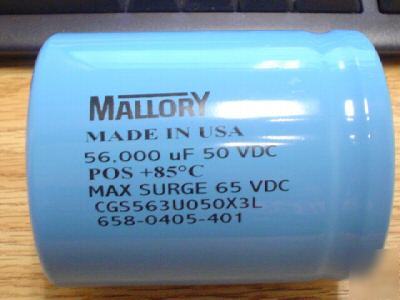 MALLORY
MADE IN USA
56.000 uF 50 VDC
POS +85°C
MAX SURGE 65 VDC
CGS563U050X3L
658-0405-401